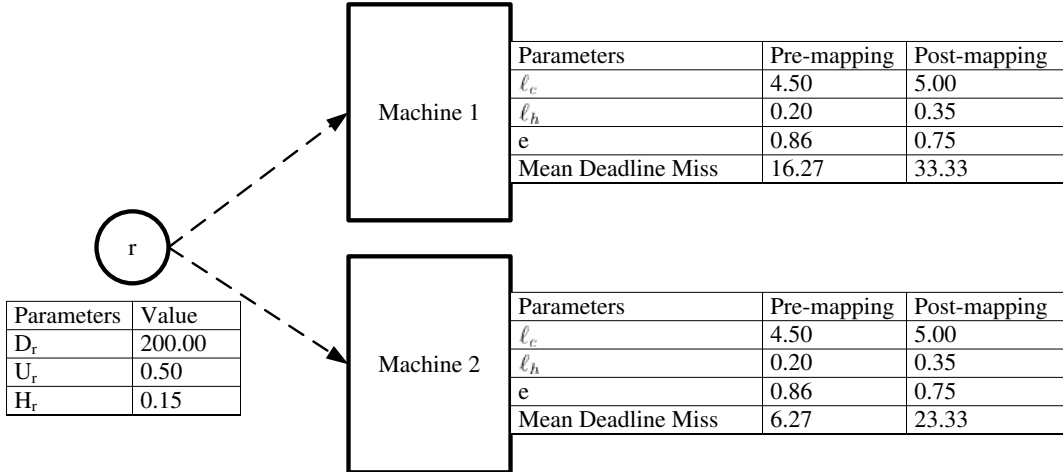 Parameters Pre-mapping Post-mapping
ℓc 4.50 5.00
ℓh 0.20 0.35
e 0.86 0.75
Mean Deadline Miss 16.27 33.33
Machine 1
r
Parameters Value
Dr 200.00
Ur 0.50
Hr 0.15
Machine 2
Parameters Pre-mapping Post-mapping
ℓc 4.50 5.00
ℓh 0.20 0.35
e 0.86 0.75
Mean Deadline Miss 6.27 23.33